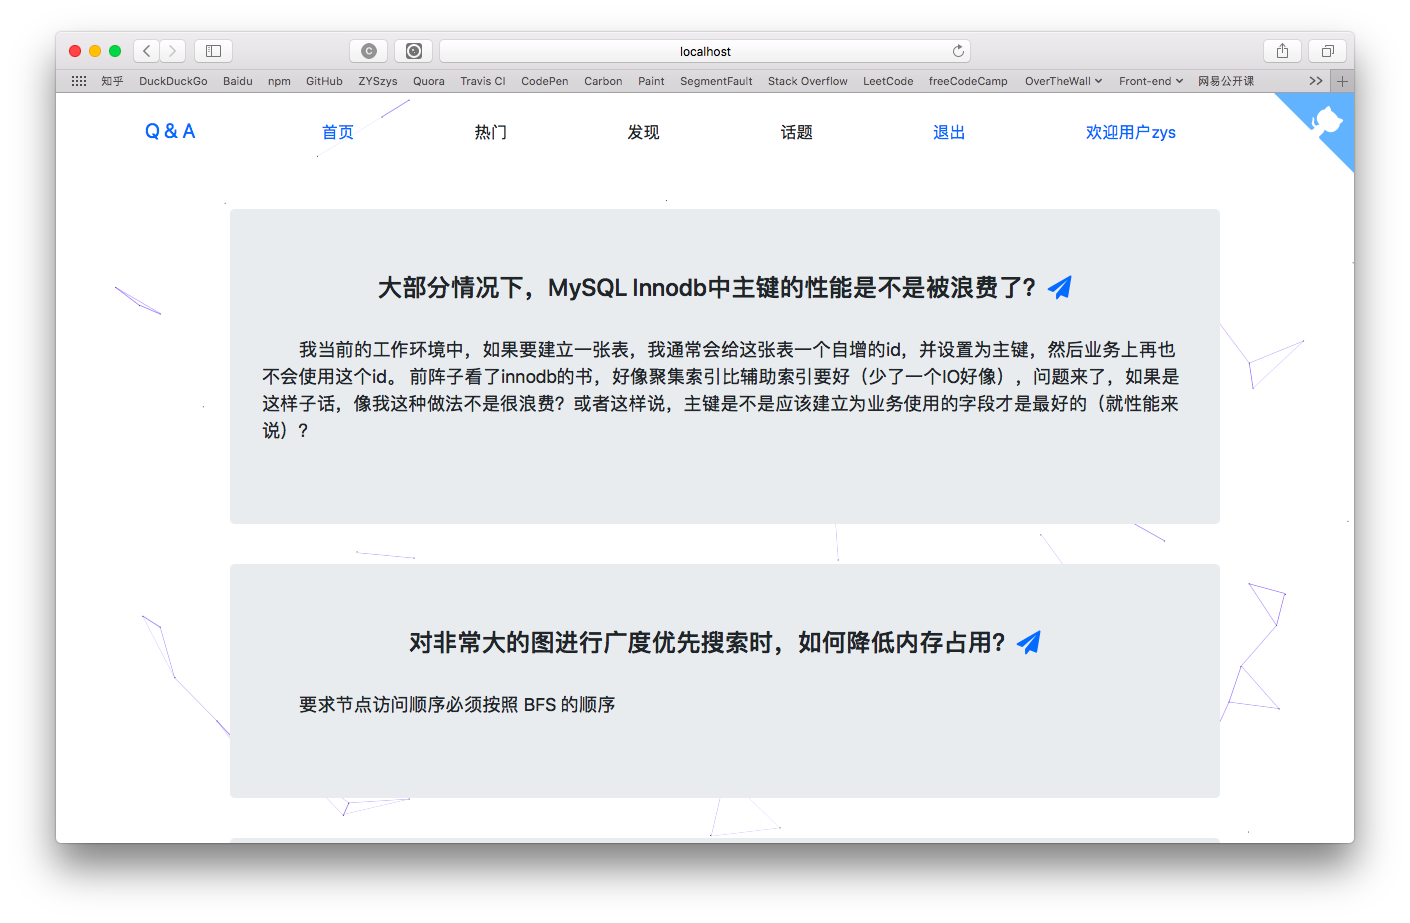 localhost
知乎 DuckDuckGo Baidu npm GitHub ZYSzys Quora Travis CI CodePen Carbon Paint SegmentFault Stack Overflow LeetCode freeCodeCamp OverTheWall Front-end 网易公开课
Q & A 首页 热门 发现 话题 退出 欢迎用户zys
大部分情况下，MySQL Innodb中主键的性能是不是被浪费了？
我当前的工作环境中，如果要建立一张表，我通常会给这张表一个自增的id，并设置为主键，然后业务上再也
不会使用这个id。 前阵子看了innodb的书，好像聚集索引比辅助索引要好（少了一个IO好像），问题来了，如果是
这样子话，像我这种做法不是很浪费？或者这样说，主键是不是应该建立为业务使用的字段才是最好的（就性能来
说）？
对非常大的图进行广度优先搜索时，如何降低内存占用？
要求节点访问顺序必须按照 BFS 的顺序